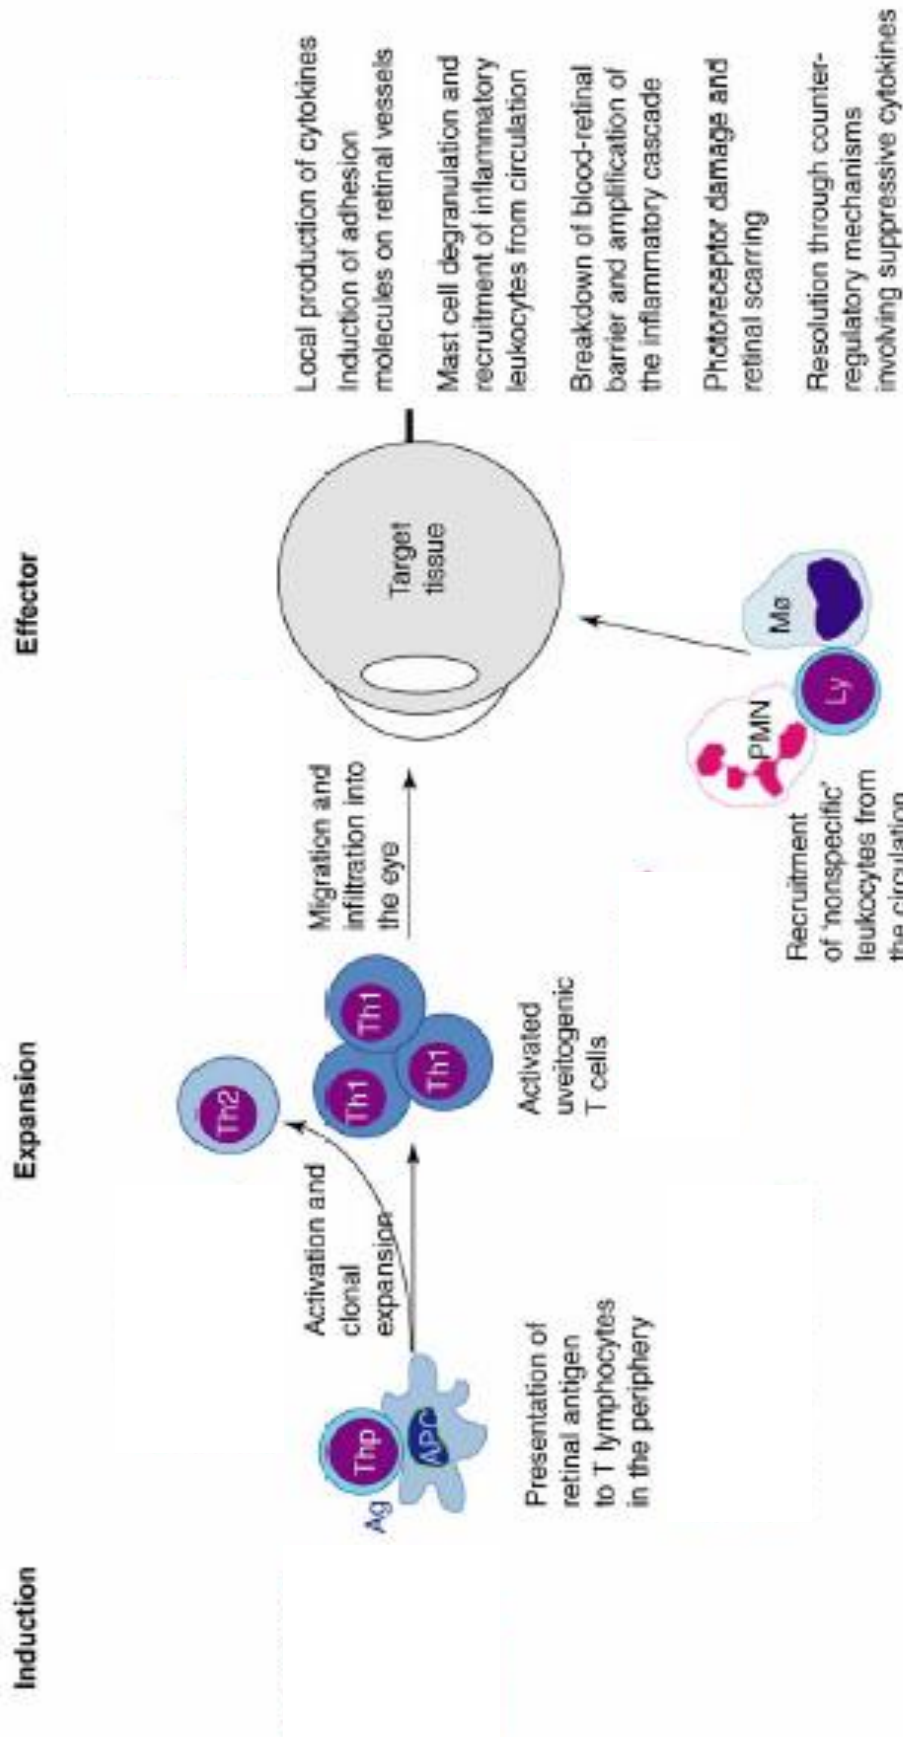 Induction
Expansion
Effector
Ag
Thp
APC
Presentation of
retinal antigen
to T lymphocytes
in the periphery
Activation and
clonal
expansion
Th2
Th1
Th1
Th1
Activated
uveitogenic
T cells
Migration and
infiltration into
the eye
Target
tissue
PMN
Ly
Mø
Recruitment
of 'nonspecific'
leukocytes from
the circulation
Local production of cytokines
Induction of adhesion
molecules on retinal vessels
Mast cell degranulation and
recruitment of inflammatory
leukocytes from circulation
Breakdown of blood-retinal
barrier and amplification of
the inflammatory cascade
Photoreceptor damage and
retinal scarring
Resolution through counter-
regulatory mechanisms
involving suppressive cytokines